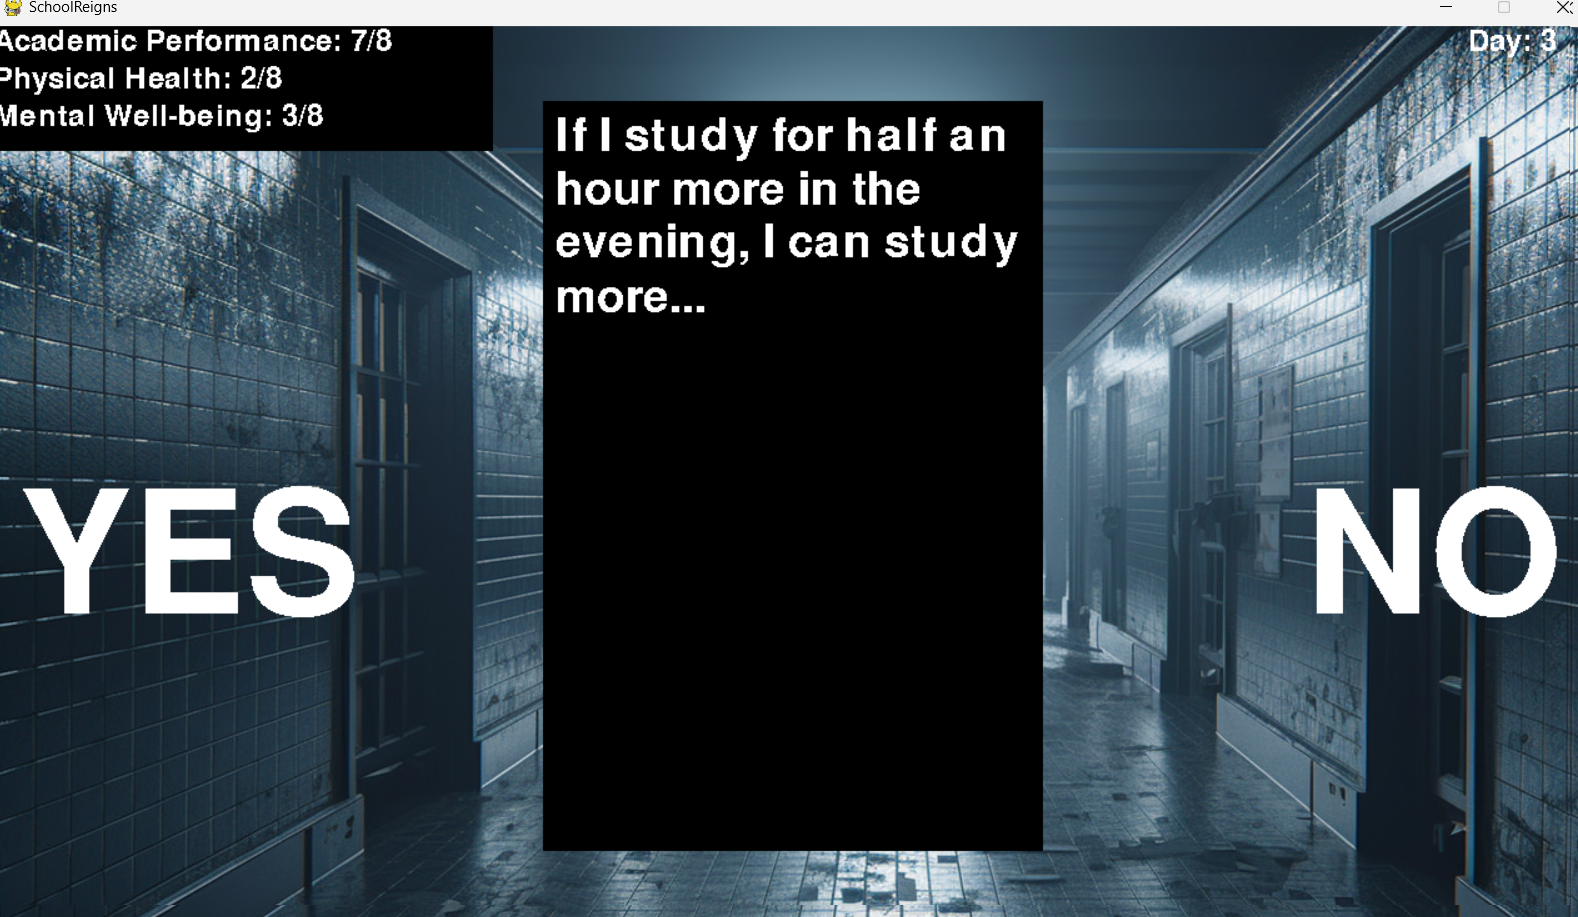 SchoolReigns
Academic Performance: 7/8
Physical Health: 2/8
Mental Well-being: 3/8
Day: 3
If I study for half an
hour more in the
evening, I can study
more...
YES
NO